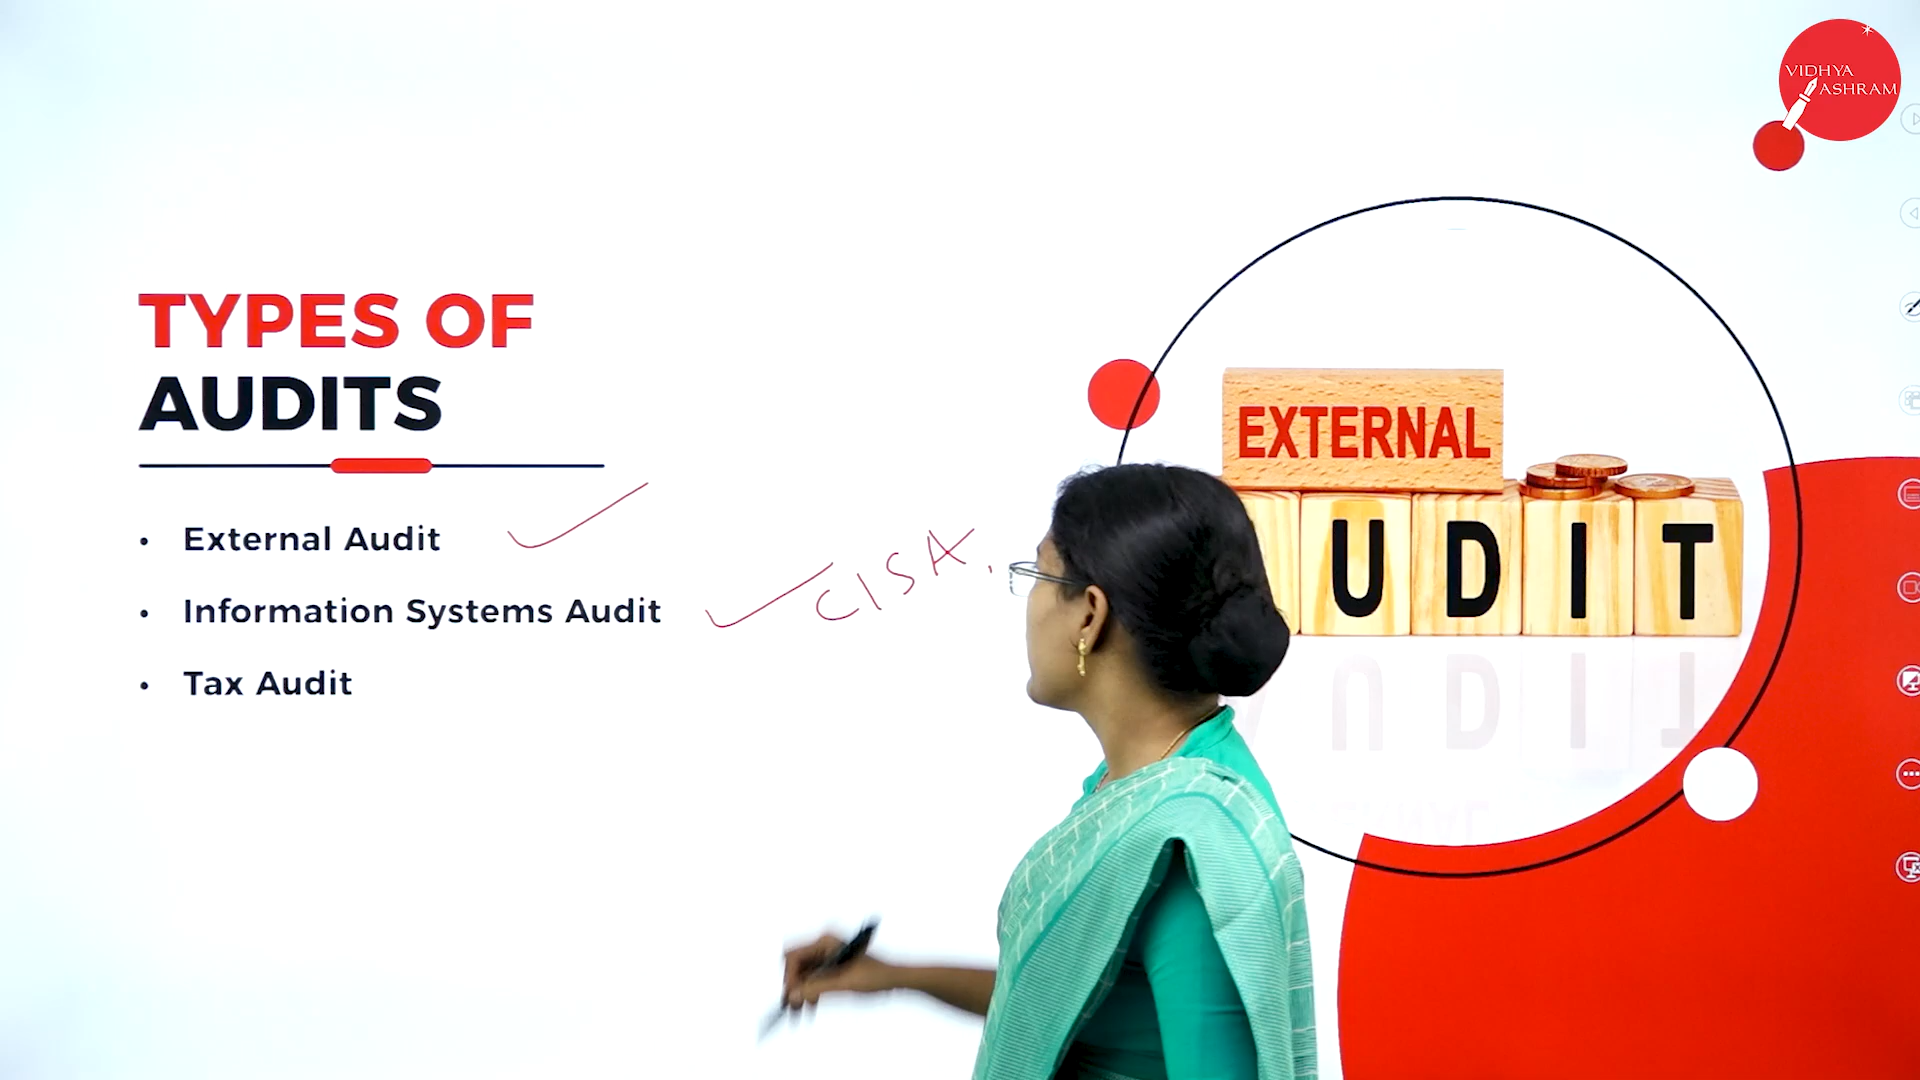 VIDHYA
ASHRAM
TYPES OF
AUDITS
• External Audit
• Information Systems Audit
CISA,
• Tax Audit
EXTERNAL
UDIT